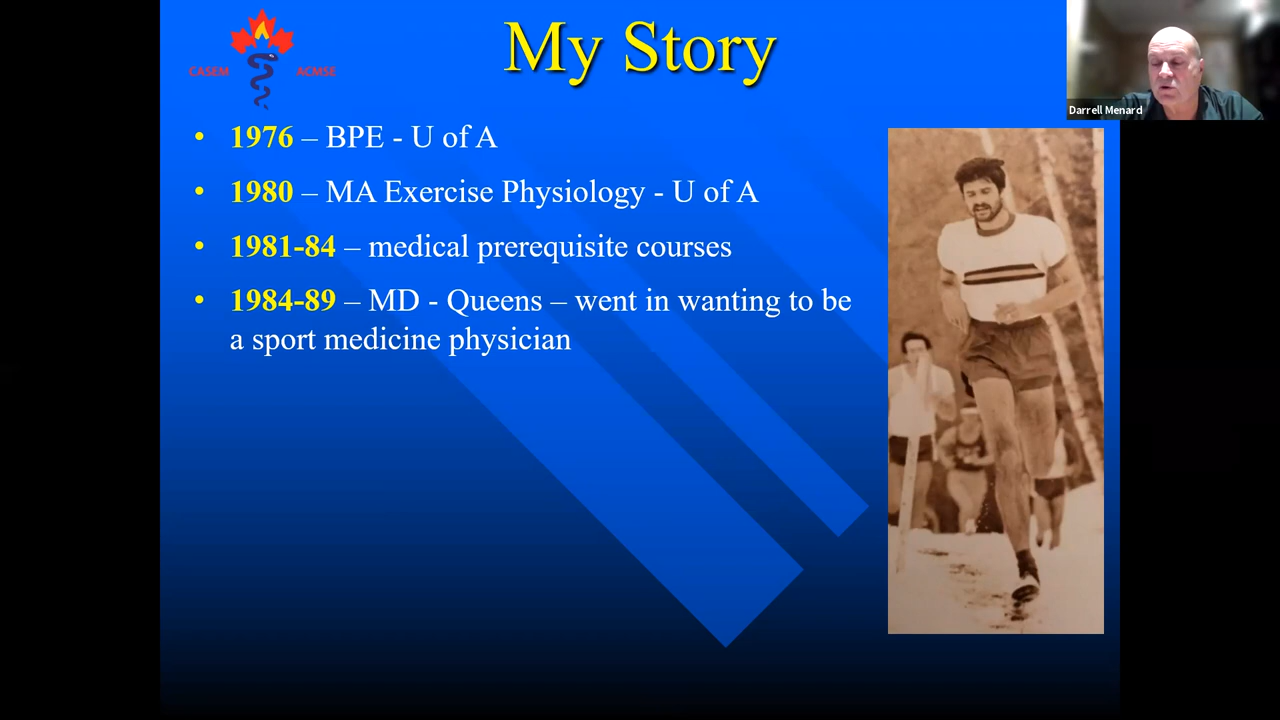 My Story
CASEM ACMSE
Darrell Menard
• 1976 – BPE - U of A
• 1980 – MA Exercise Physiology - U of A
• 1981-84 – medical prerequisite courses
• 1984-89 – MD - Queens – went in wanting to be
a sport medicine physician